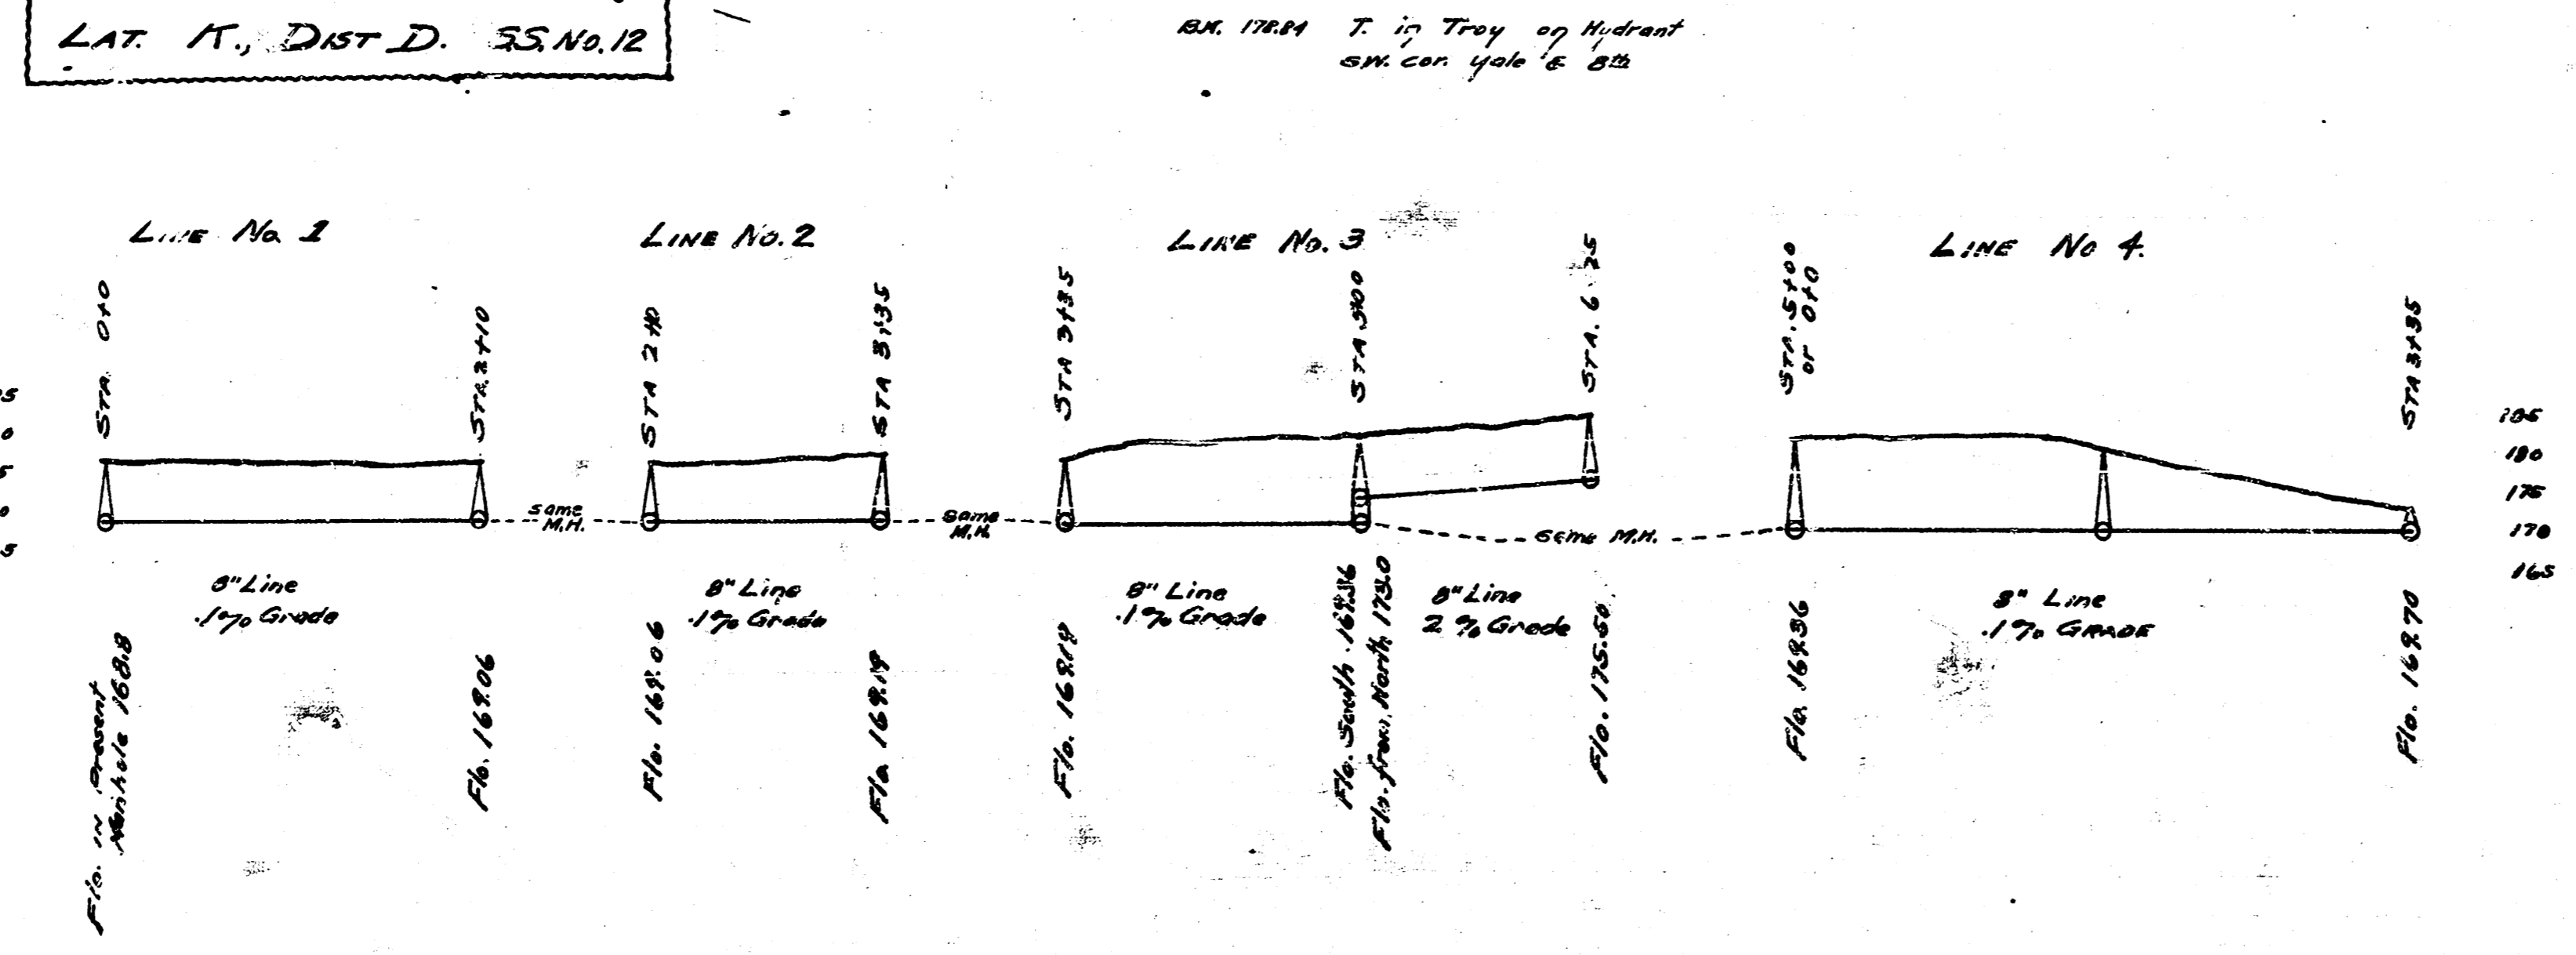 LAT. K., DIST D. S.S. No. 12
B.M. 178.84 T. in Troy on Hydrant
SW. cor. Yale & 8th
LINE No. 1
LINE No. 2
LINE No. 3
LINE No 4.
STA 0+0
STA. 2+10
STA 2+10
STA 3+35
STA 3+35
STA 5+00
STA. 6 25
STA. 5+00
or 0+0
STA 3+35
185
180
175
170
165
same
M.H.
same
M.H.
same M.H.
8" Line
.1% Grade
8" Line
.1% Grade
8" Line
.1% Grade
8" Line
2 % Grade
8" Line
.1% GRADE
Flo. IN Present
Manhole 168.8
Flo. 169.06
Flo. 169.06
Flo. 169.19
Flo. 169.19
Flo. South 169.36
Flo. from North 173.0
Flo. 175.50
Flo. 169.36
Flo. 169.70